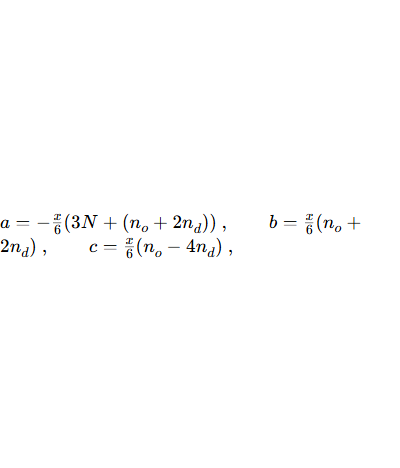 a = −x/6(3N + (n_o + 2n_d)) , b = x/6(n_o +
2n_d) , c = x/6(n_o − 4n_d) ,